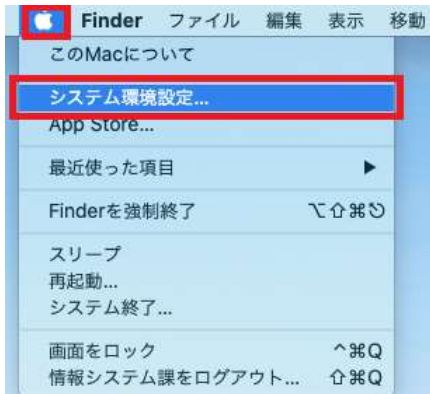 Finder ファイル 編集 表示 移動
このMacについて
システム環境設定...
App Store...
最近使った項目
Finderを強制終了 ⌥⇧⌘⎋
スリープ
再起動...
システム終了...
画面をロック ^⌘Q
情報システム課をログアウト... ⇧⌘Q